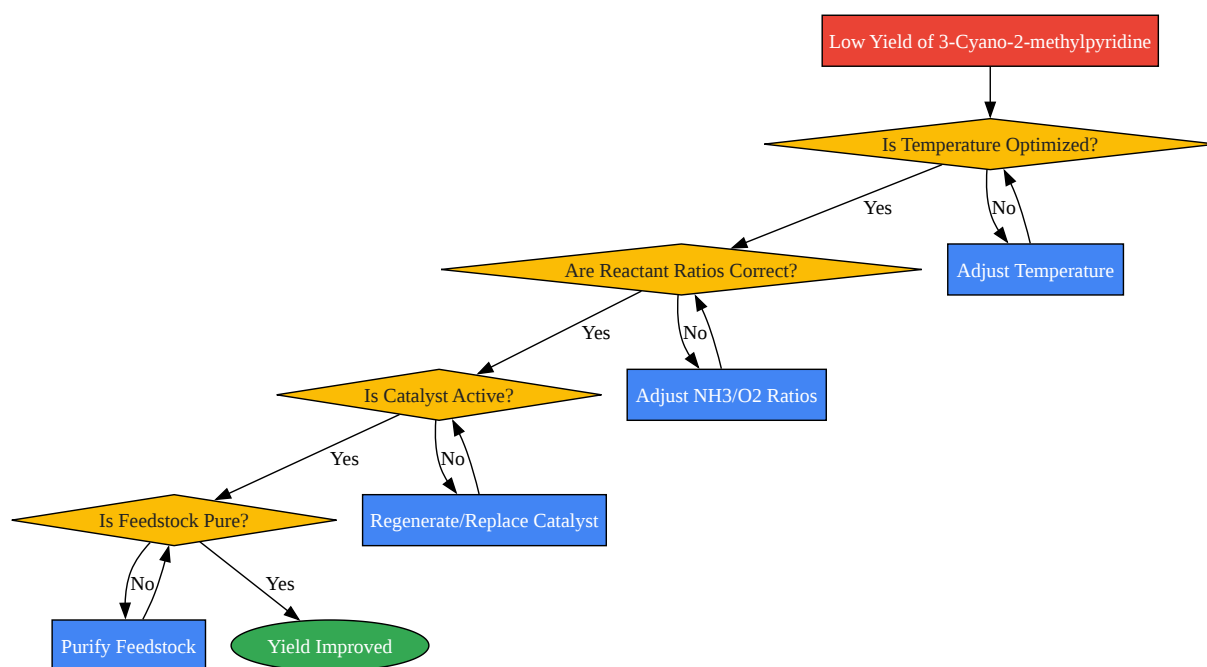 Low Yield of 3-Cyano-2-methylpyridine
Is Temperature Optimized?
Yes
No
Are Reactant Ratios Correct?
Adjust Temperature
Yes
No
Is Catalyst Active?
Adjust NH3/O2 Ratios
Yes
No
Is Feedstock Pure?
Regenerate/Replace Catalyst
No
Yes
Purify Feedstock
Yield Improved